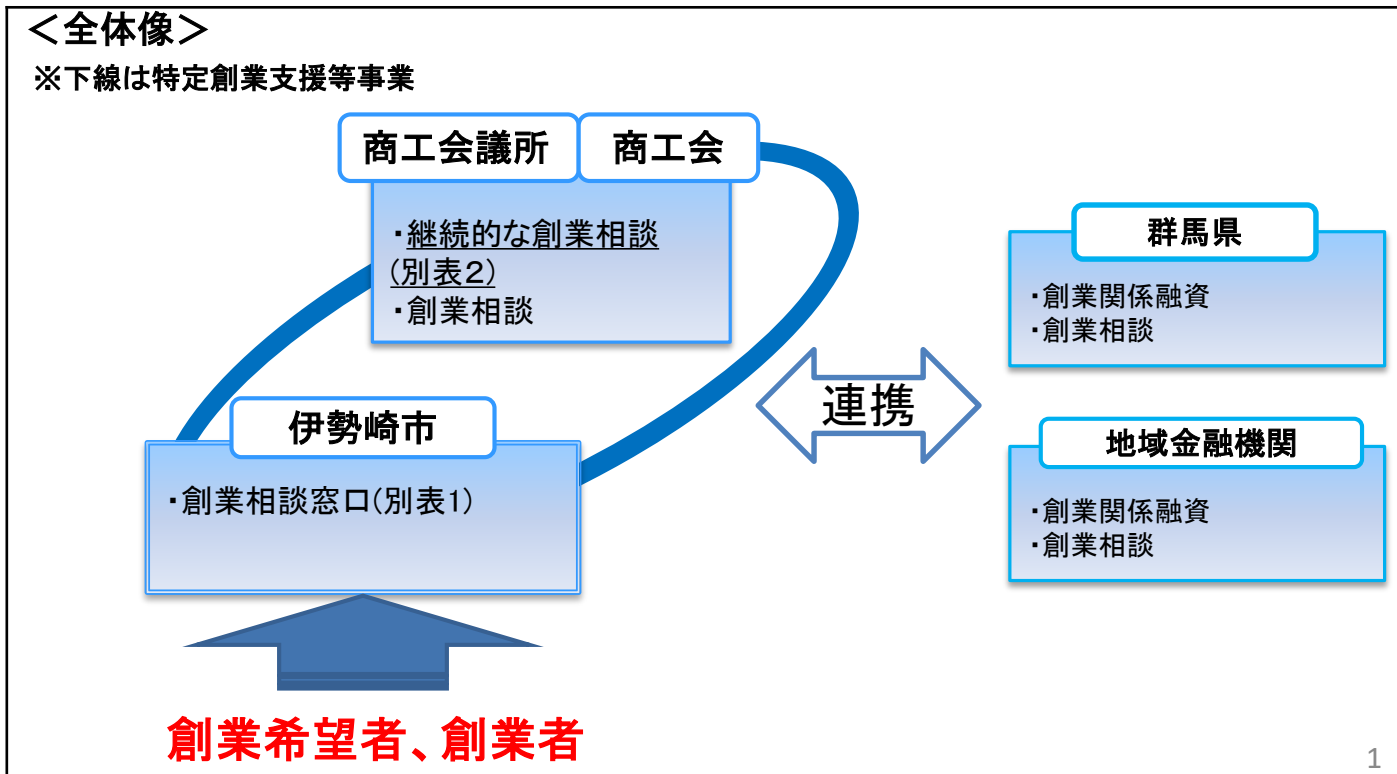 ＜全体像＞
※下線は特定創業支援等事業
商工会議所
商工会
・継続的な創業相談
(別表２)
・創業相談
伊勢崎市
・創業相談窓口(別表1)
連携
群馬県
・創業関係融資
・創業相談
地域金融機関
・創業関係融資
・創業相談
創業希望者、創業者
1